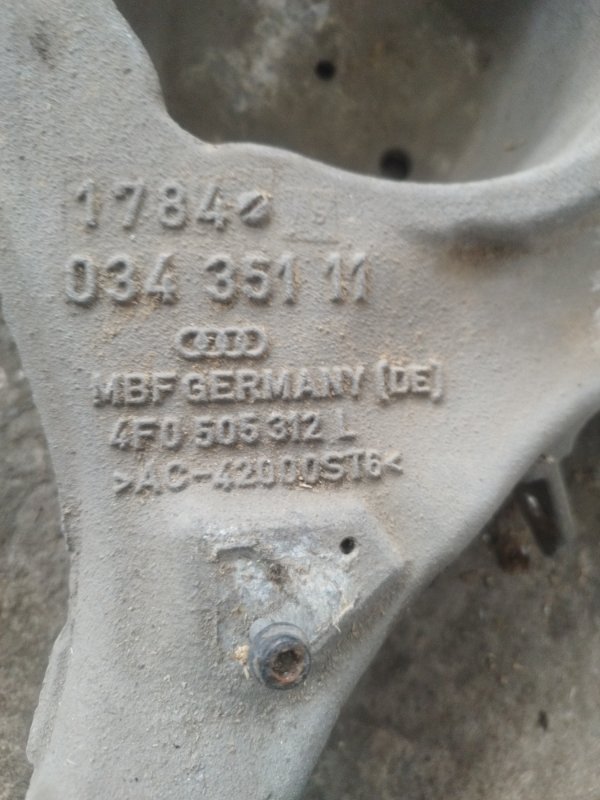 1784
034 351 11
MBF GERMANY (DE)
4F0 505 312 L
>AC-42000ST6<